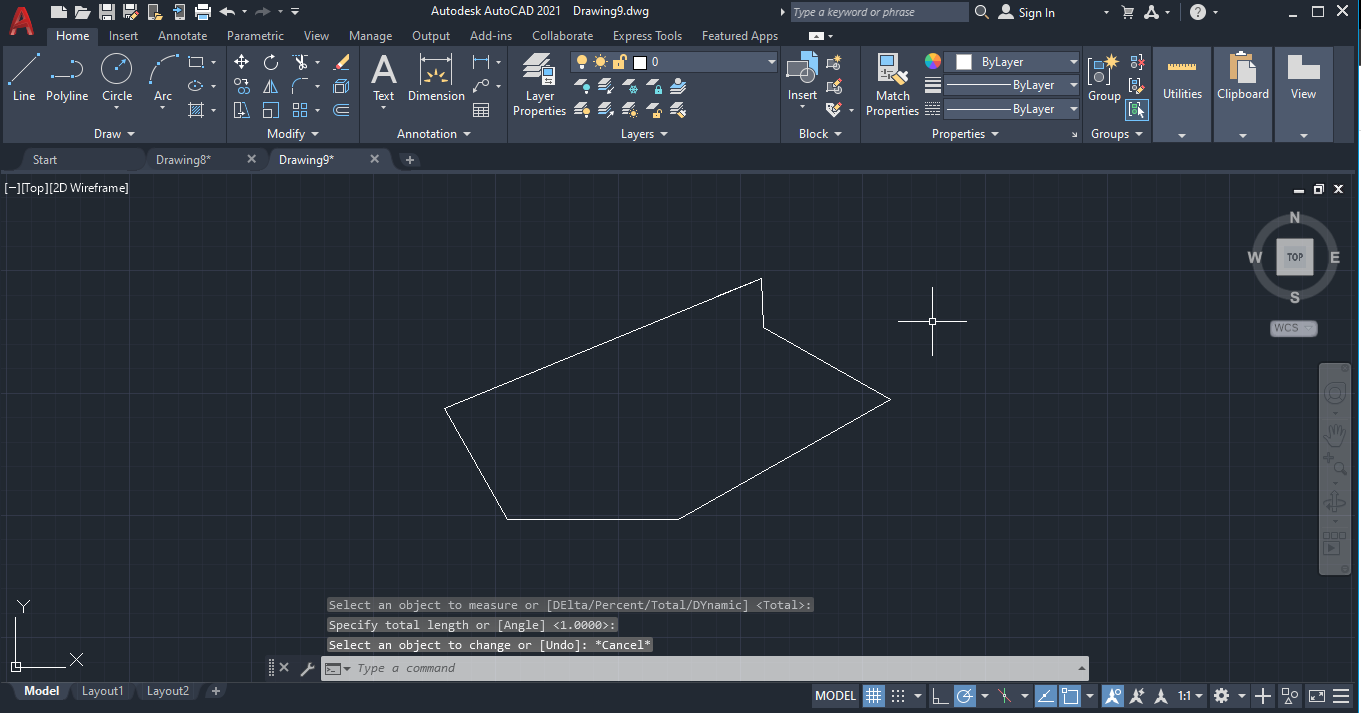 Autodesk AutoCAD 2021 Drawing9.dwg
Type a keyword or phrase
Sign In
Home Insert Annotate Parametric View Manage Output Add-ins Collaborate Express Tools Featured Apps
Line Polyline Circle Arc
Draw
Modify
Text Dimension
Annotation
Layer
Properties
0
Layers
Insert
Block
Match
Properties
ByLayer
ByLayer
ByLayer
Properties
Group
Groups
Utilities
Clipboard
View
Start Drawing8* Drawing9*
[−][Top][2D Wireframe]
N
W TOP E
S
WCS
Y
X
Select an object to measure or [DElta/Percent/Total/DYnamic] <Total>:
Specify total length or [Angle] <1.0000>:
Select an object to change or [Undo]: *Cancel*
Type a command
Model Layout1 Layout2
MODEL
1:1